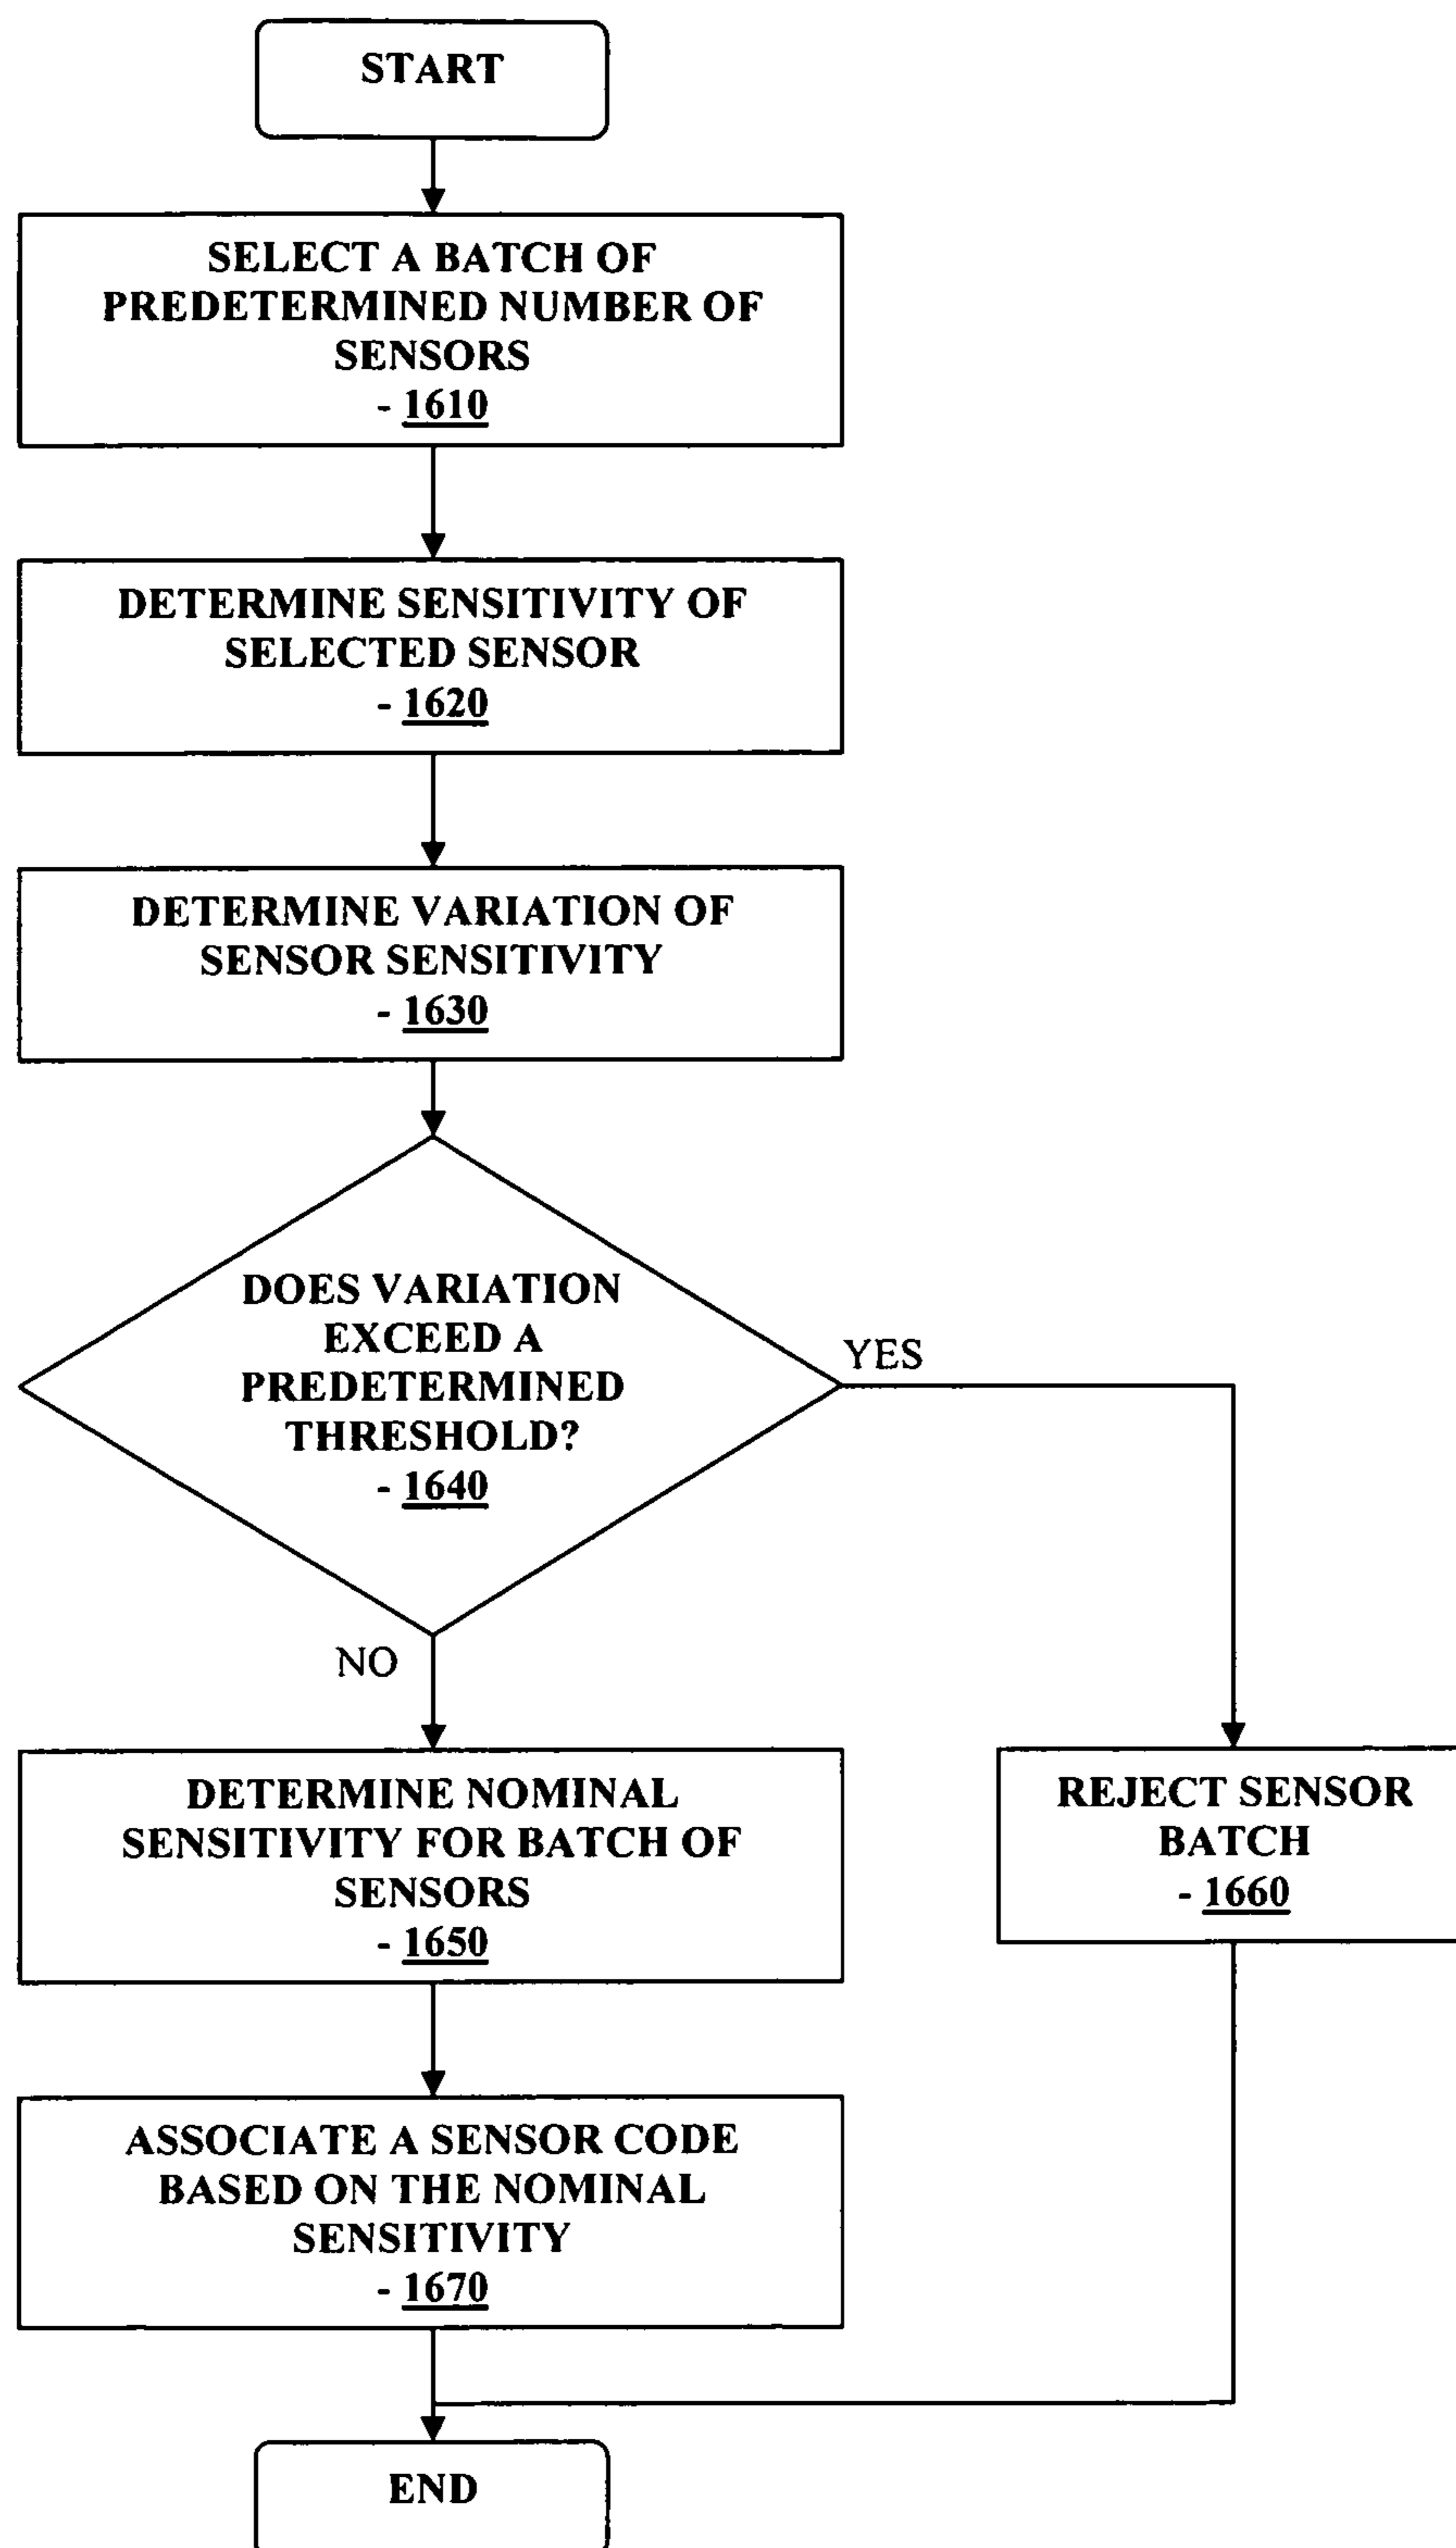 START
SELECT A BATCH OF
PREDETERMINED NUMBER OF
SENSORS
- 1610
DETERMINE SENSITIVITY OF
SELECTED SENSOR
- 1620
DETERMINE VARIATION OF
SENSOR SENSITIVITY
- 1630
DOES VARIATION
EXCEED A
PREDETERMINED
THRESHOLD?
- 1640
YES
NO
DETERMINE NOMINAL
SENSITIVITY FOR BATCH OF
SENSORS
- 1650
REJECT SENSOR
BATCH
- 1660
ASSOCIATE A SENSOR CODE
BASED ON THE NOMINAL
SENSITIVITY
- 1670
END